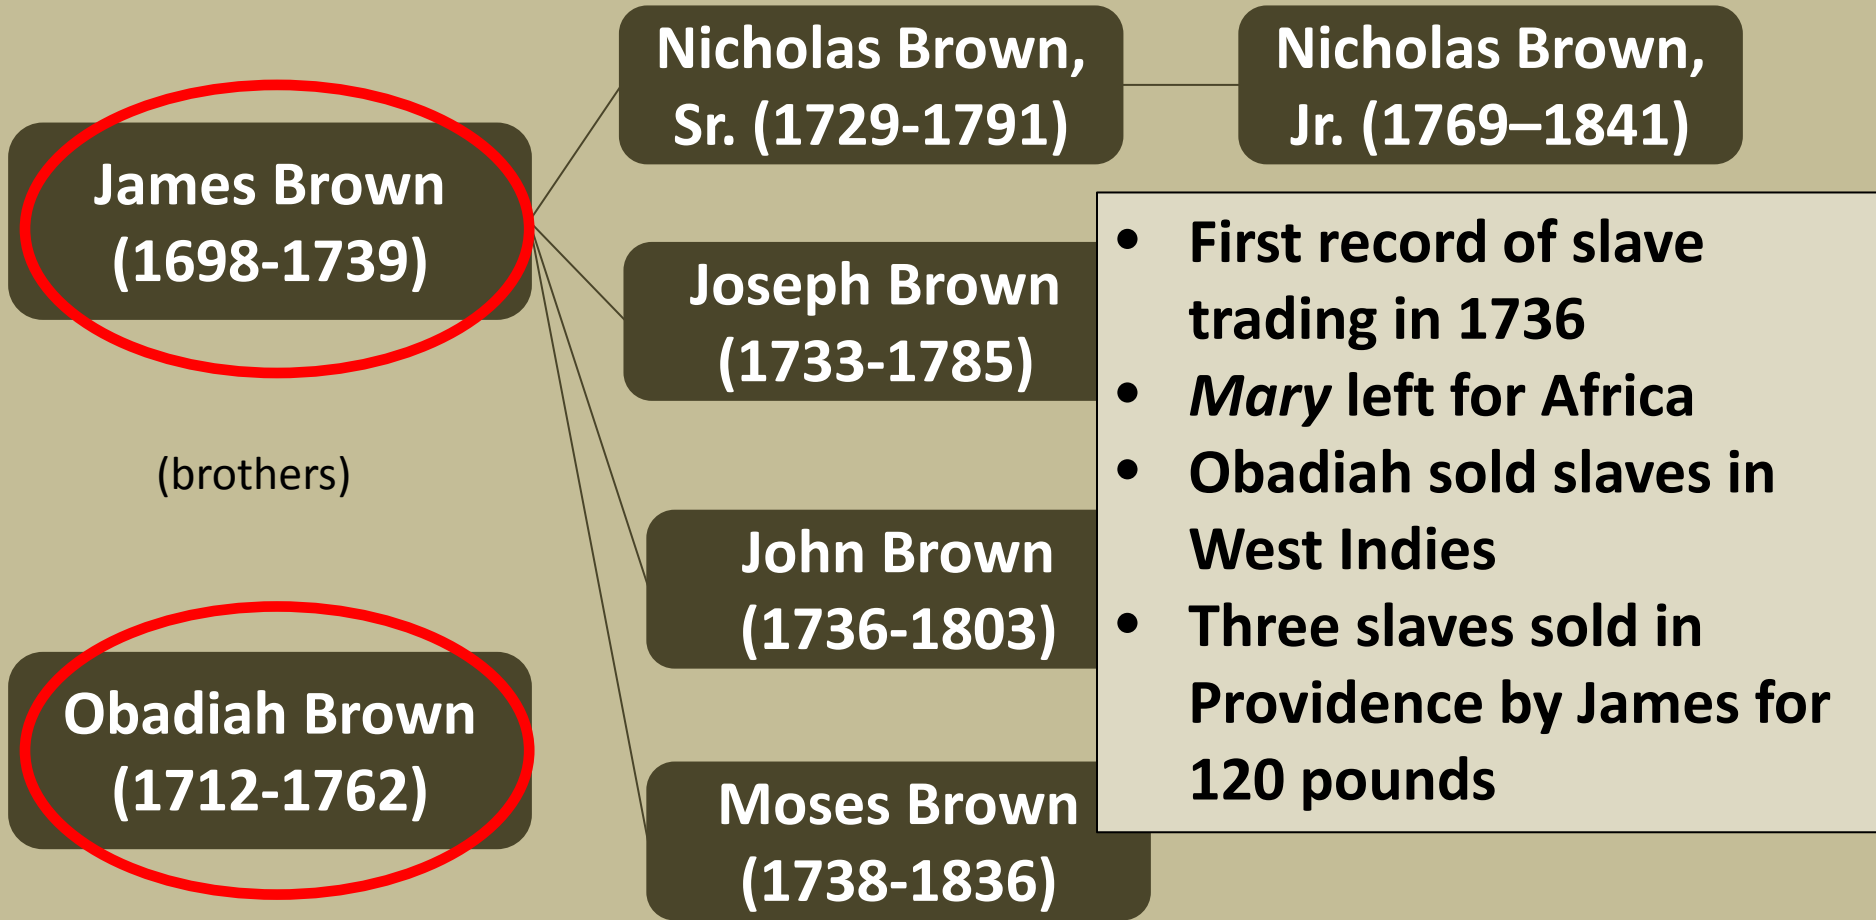 Nicholas Brown,
Sr. (1729-1791)
Nicholas Brown,
Jr. (1769–1841)
James Brown
(1698-1739)
Joseph Brown
(1733-1785)
(brothers)
John Brown
(1736-1803)
Obadiah Brown
(1712-1762)
Moses Brown
(1738-1836)
• First record of slave
trading in 1736
• Mary left for Africa
• Obadiah sold slaves in
West Indies
• Three slaves sold in
Providence by James for
120 pounds